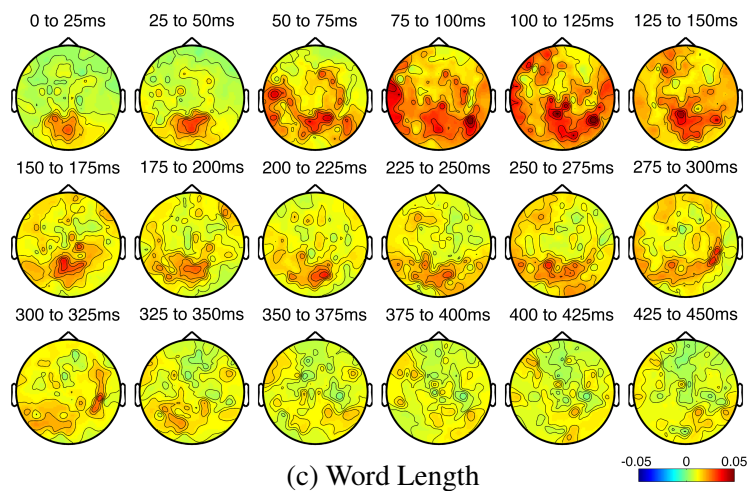 0 to 25ms 25 to 50ms 50 to 75ms 75 to 100ms 100 to 125ms 125 to 150ms
150 to 175ms 175 to 200ms 200 to 225ms 225 to 250ms 250 to 275ms 275 to 300ms
300 to 325ms 325 to 350ms 350 to 375ms 375 to 400ms 400 to 425ms 425 to 450ms
-0.05 0 0.05
(c) Word Length